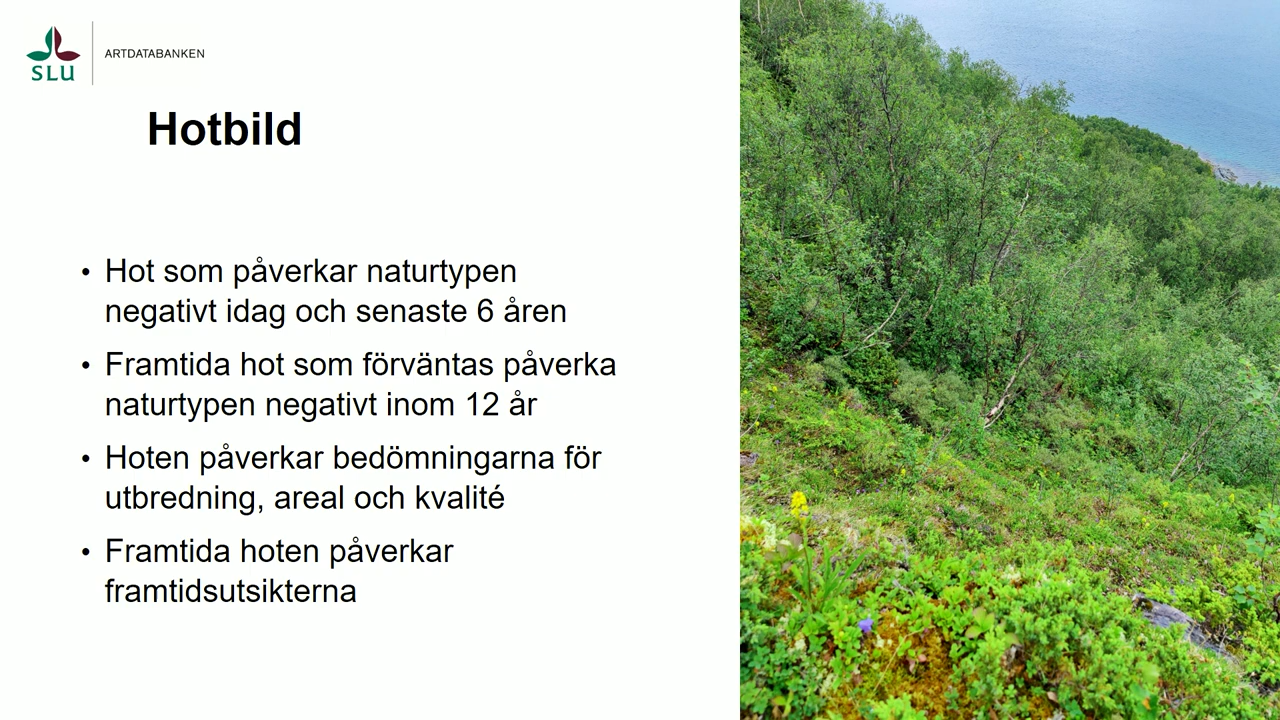 SLU
ARTDATABANKEN
Hotbild
• Hot som påverkar naturtypen
negativt idag och senaste 6 åren
• Framtida hot som förväntas påverka
naturtypen negativt inom 12 år
• Hoten påverkar bedömningarna för
utbredning, areal och kvalité
• Framtida hoten påverkar
framtidsutsikterna